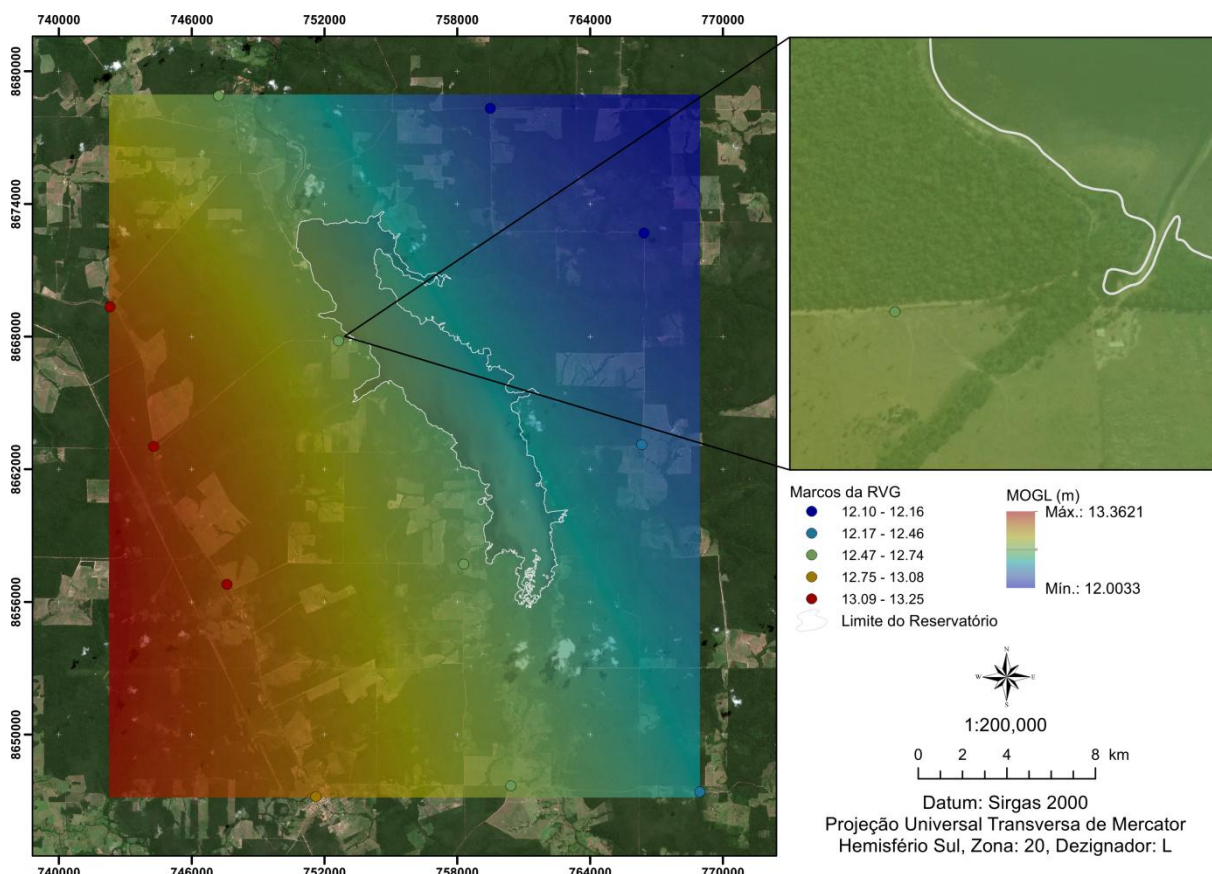 740000 746000 752000 758000 764000 770000
8680000
8674000
8668000
8662000
8656000
8650000
740000 746000 752000 758000 764000 770000
Marcos da RVG
12.10 - 12.16
12.17 - 12.46
12.47 - 12.74
12.75 - 13.08
13.09 - 13.25
Limite do Reservatório
MOGL (m)
Máx.: 13.3621
Mín.: 12.0033
N
W E
S
1:200,000
0 2 4 8 km
Datum: Sirgas 2000
Projeção Universal Transversa de Mercator
Hemisfério Sul, Zona: 20, Dezignador: L